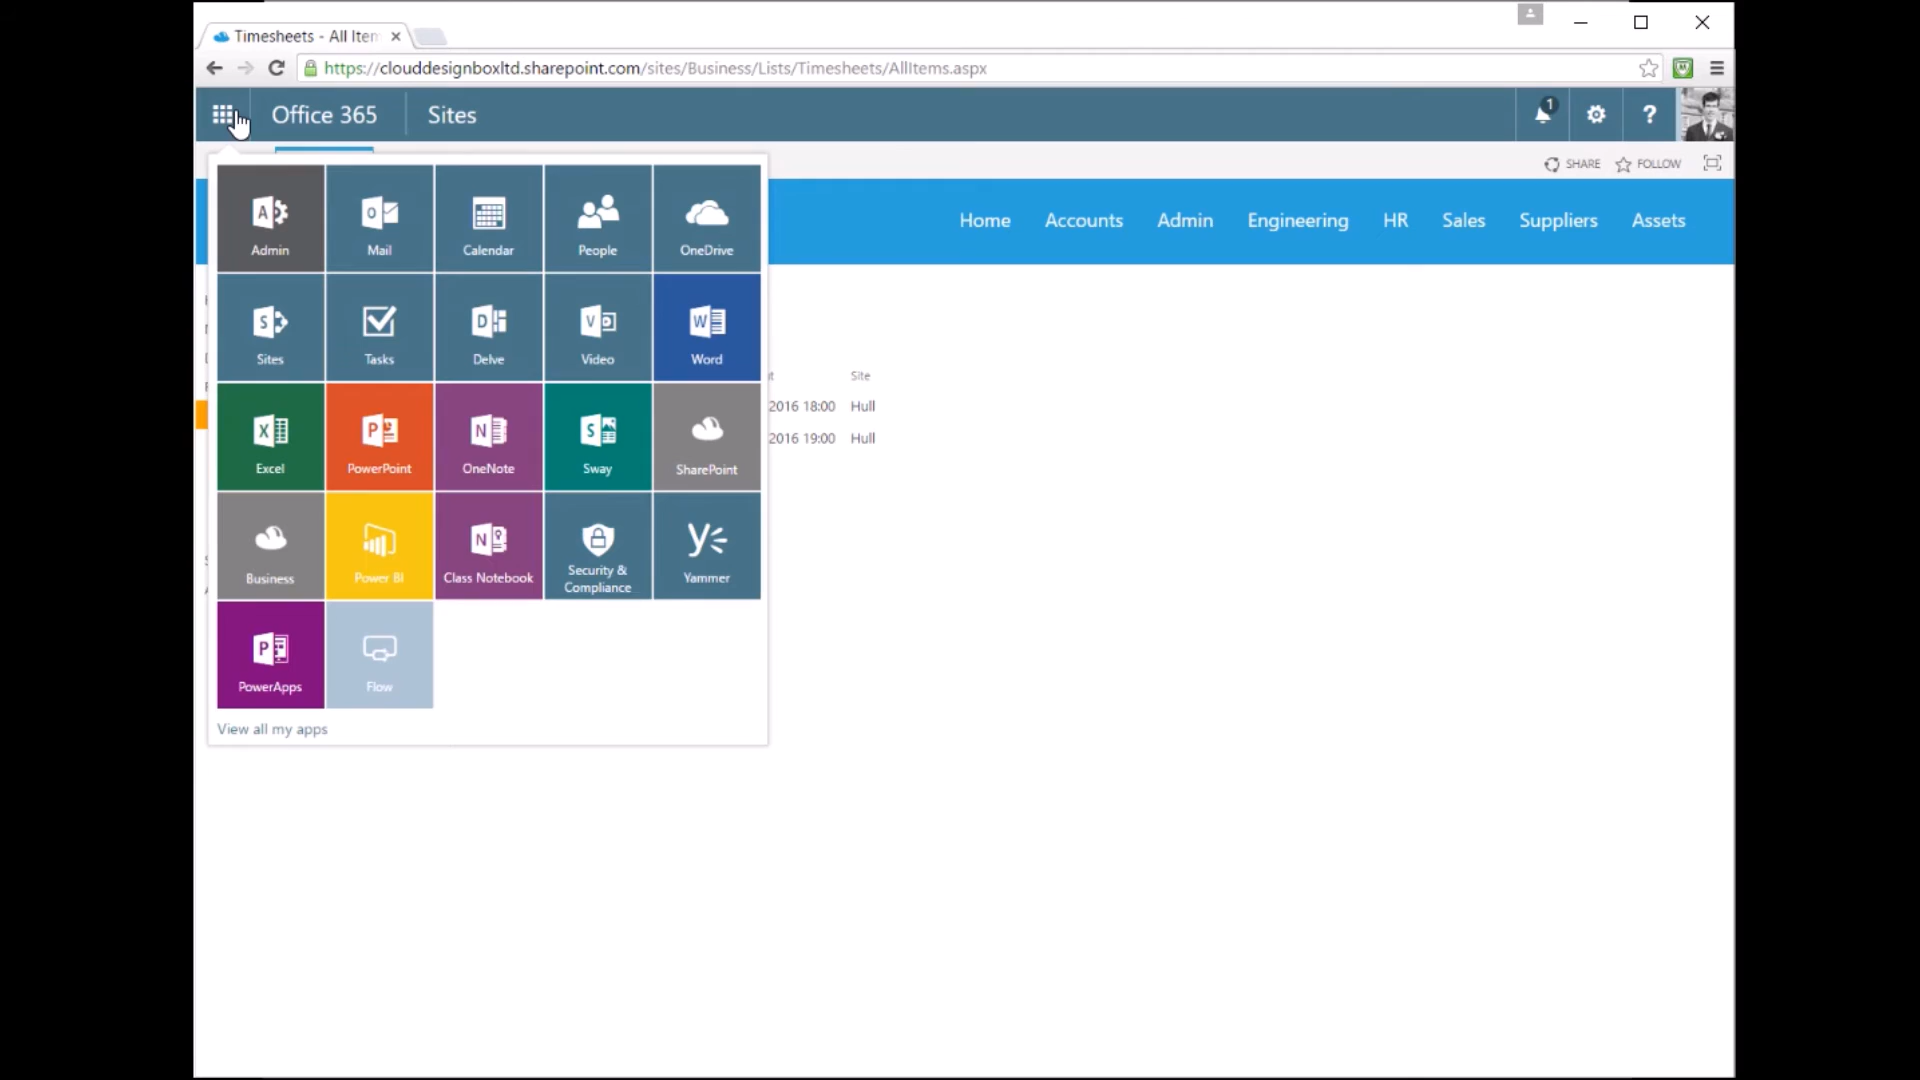 Timesheets - All Iten
https://clouddesignboxltd.sharepoint.com/sites/Business/Lists/Timesheets/AllItems.aspx
Office 365 Sites
1
?
SHARE FOLLOW
Home Accounts Admin Engineering HR Sales Suppliers Assets
Admin Mail Calendar People OneDrive
Sites Tasks Delve Video Word
Site
2016 18:00 Hull
2016 19:00 Hull
Excel PowerPoint OneNote Sway SharePoint
Business Power BI Class Notebook Security & Compliance Yammer
PowerApps Flow
View all my apps